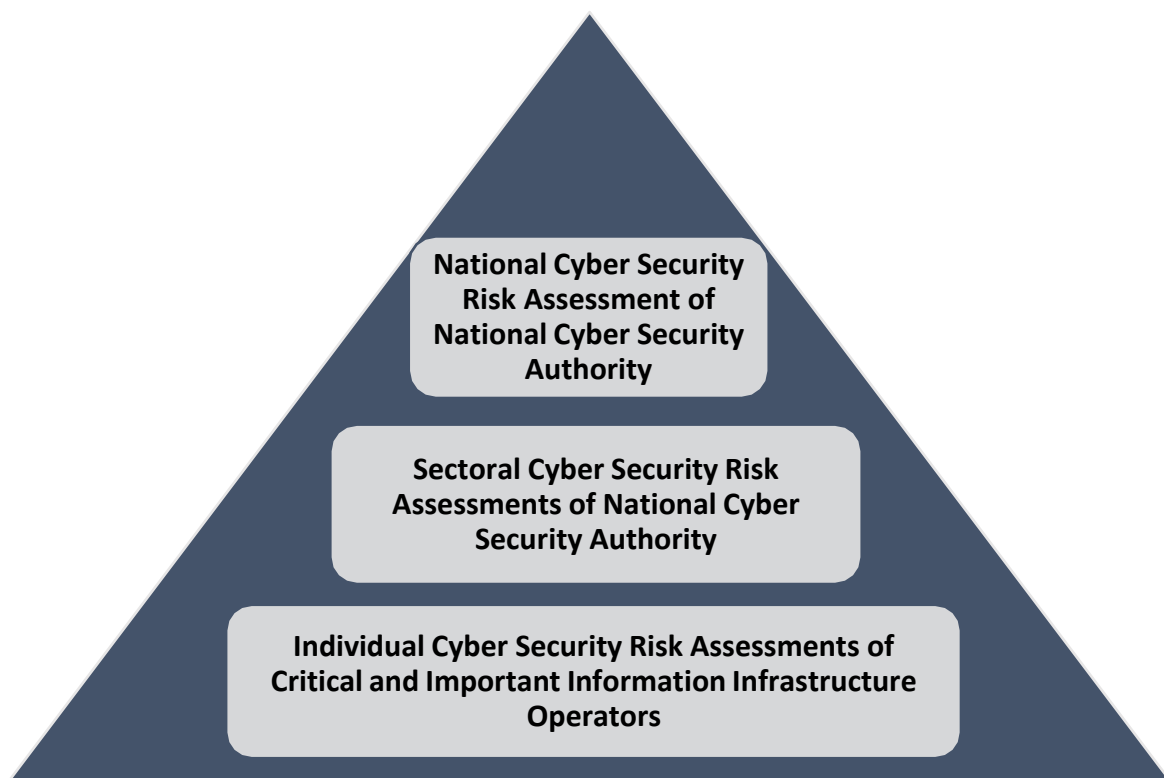 National Cyber Security
Risk Assessment of
National Cyber Security
Authority
Sectoral Cyber Security Risk
Assessments of National Cyber
Security Authority
Individual Cyber Security Risk Assessments of
Critical and Important Information Infrastructure
Operators